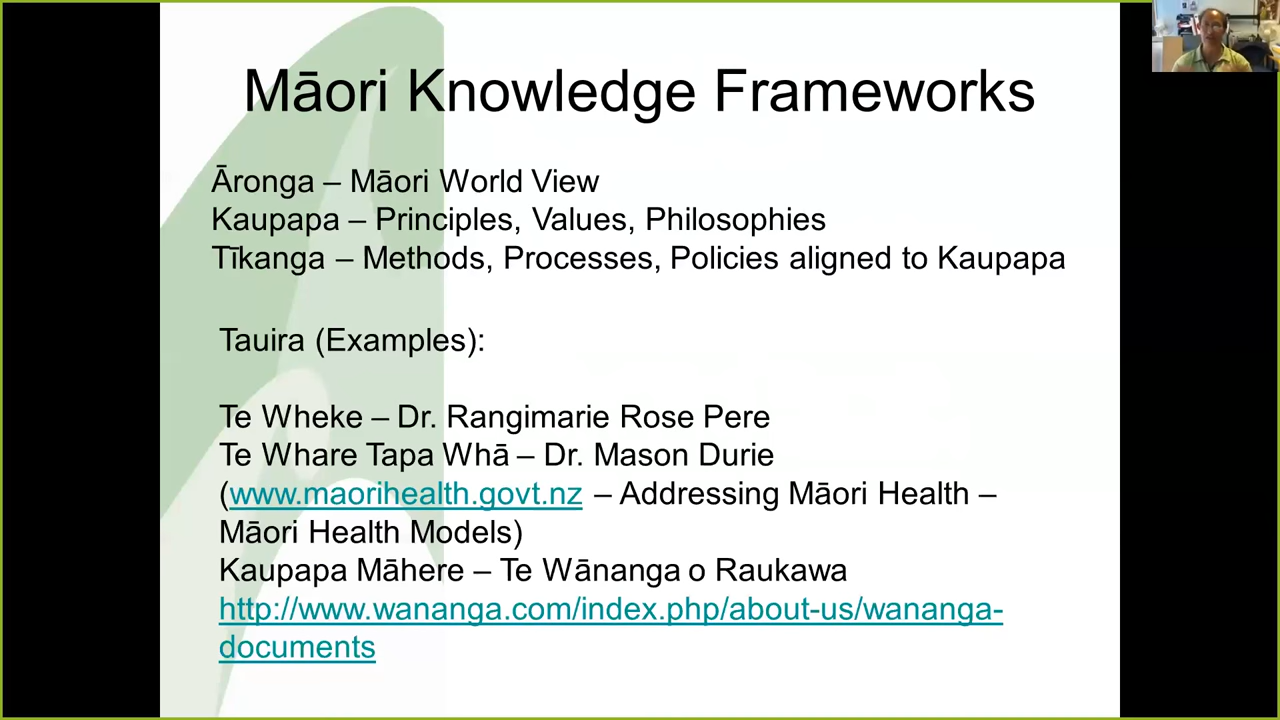 Māori Knowledge Frameworks
Āronga – Māori World View
Kaupapa – Principles, Values, Philosophies
Tīkanga – Methods, Processes, Policies aligned to Kaupapa
Tauira (Examples):
Te Wheke – Dr. Rangimarie Rose Pere
Te Whare Tapa Whā – Dr. Mason Durie
(www.maorihealth.govt.nz – Addressing Māori Health –
Māori Health Models)
Kaupapa Māhere – Te Wānanga o Raukawa
http://www.wananga.com/index.php/about-us/wananga-
documents